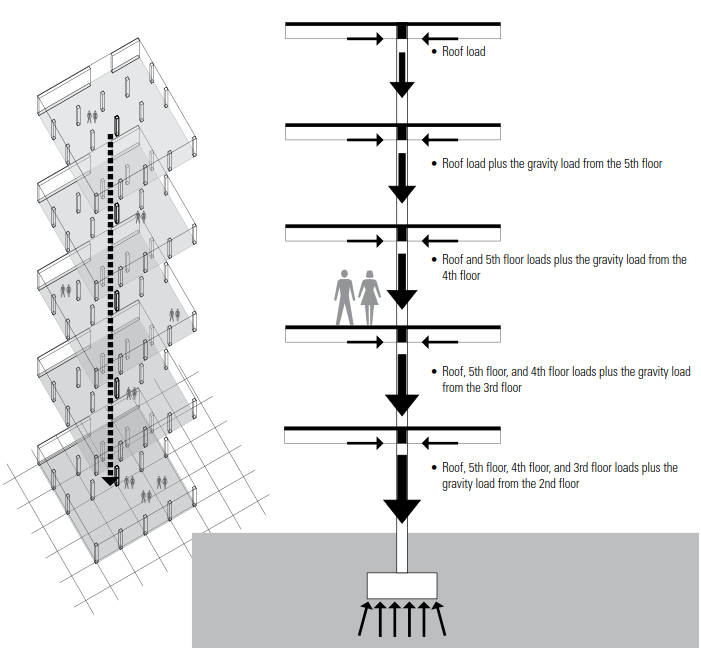 • Roof load
• Roof load plus the gravity load from the 5th floor
• Roof and 5th floor loads plus the gravity load from the
4th floor
• Roof, 5th floor, and 4th floor loads plus the gravity load
from the 3rd floor
• Roof, 5th floor, 4th floor, and 3rd floor loads plus the
gravity load from the 2nd floor